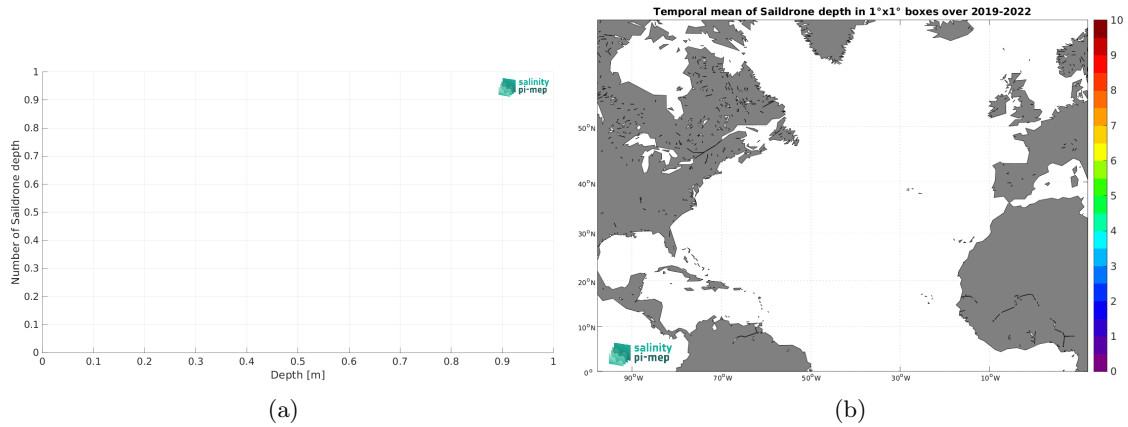 Temporal mean of Saildrone depth in 1°x1° boxes over 2019-2022
1
0.9
0.8
0.7
0.6
0.5
0.4
0.3
0.2
0.1
0
Number of Saildrone depth
salinity
pi-mep
0 0.1 0.2 0.3 0.4 0.5 0.6 0.7 0.8 0.9 1
Depth [m]
(a)
50°N
40°N
30°N
20°N
10°N
0°
90°W 70°W 50°W 30°W 10°W
salinity
pi-mep
10
9
8
7
6
5
4
3
2
1
0
(b)